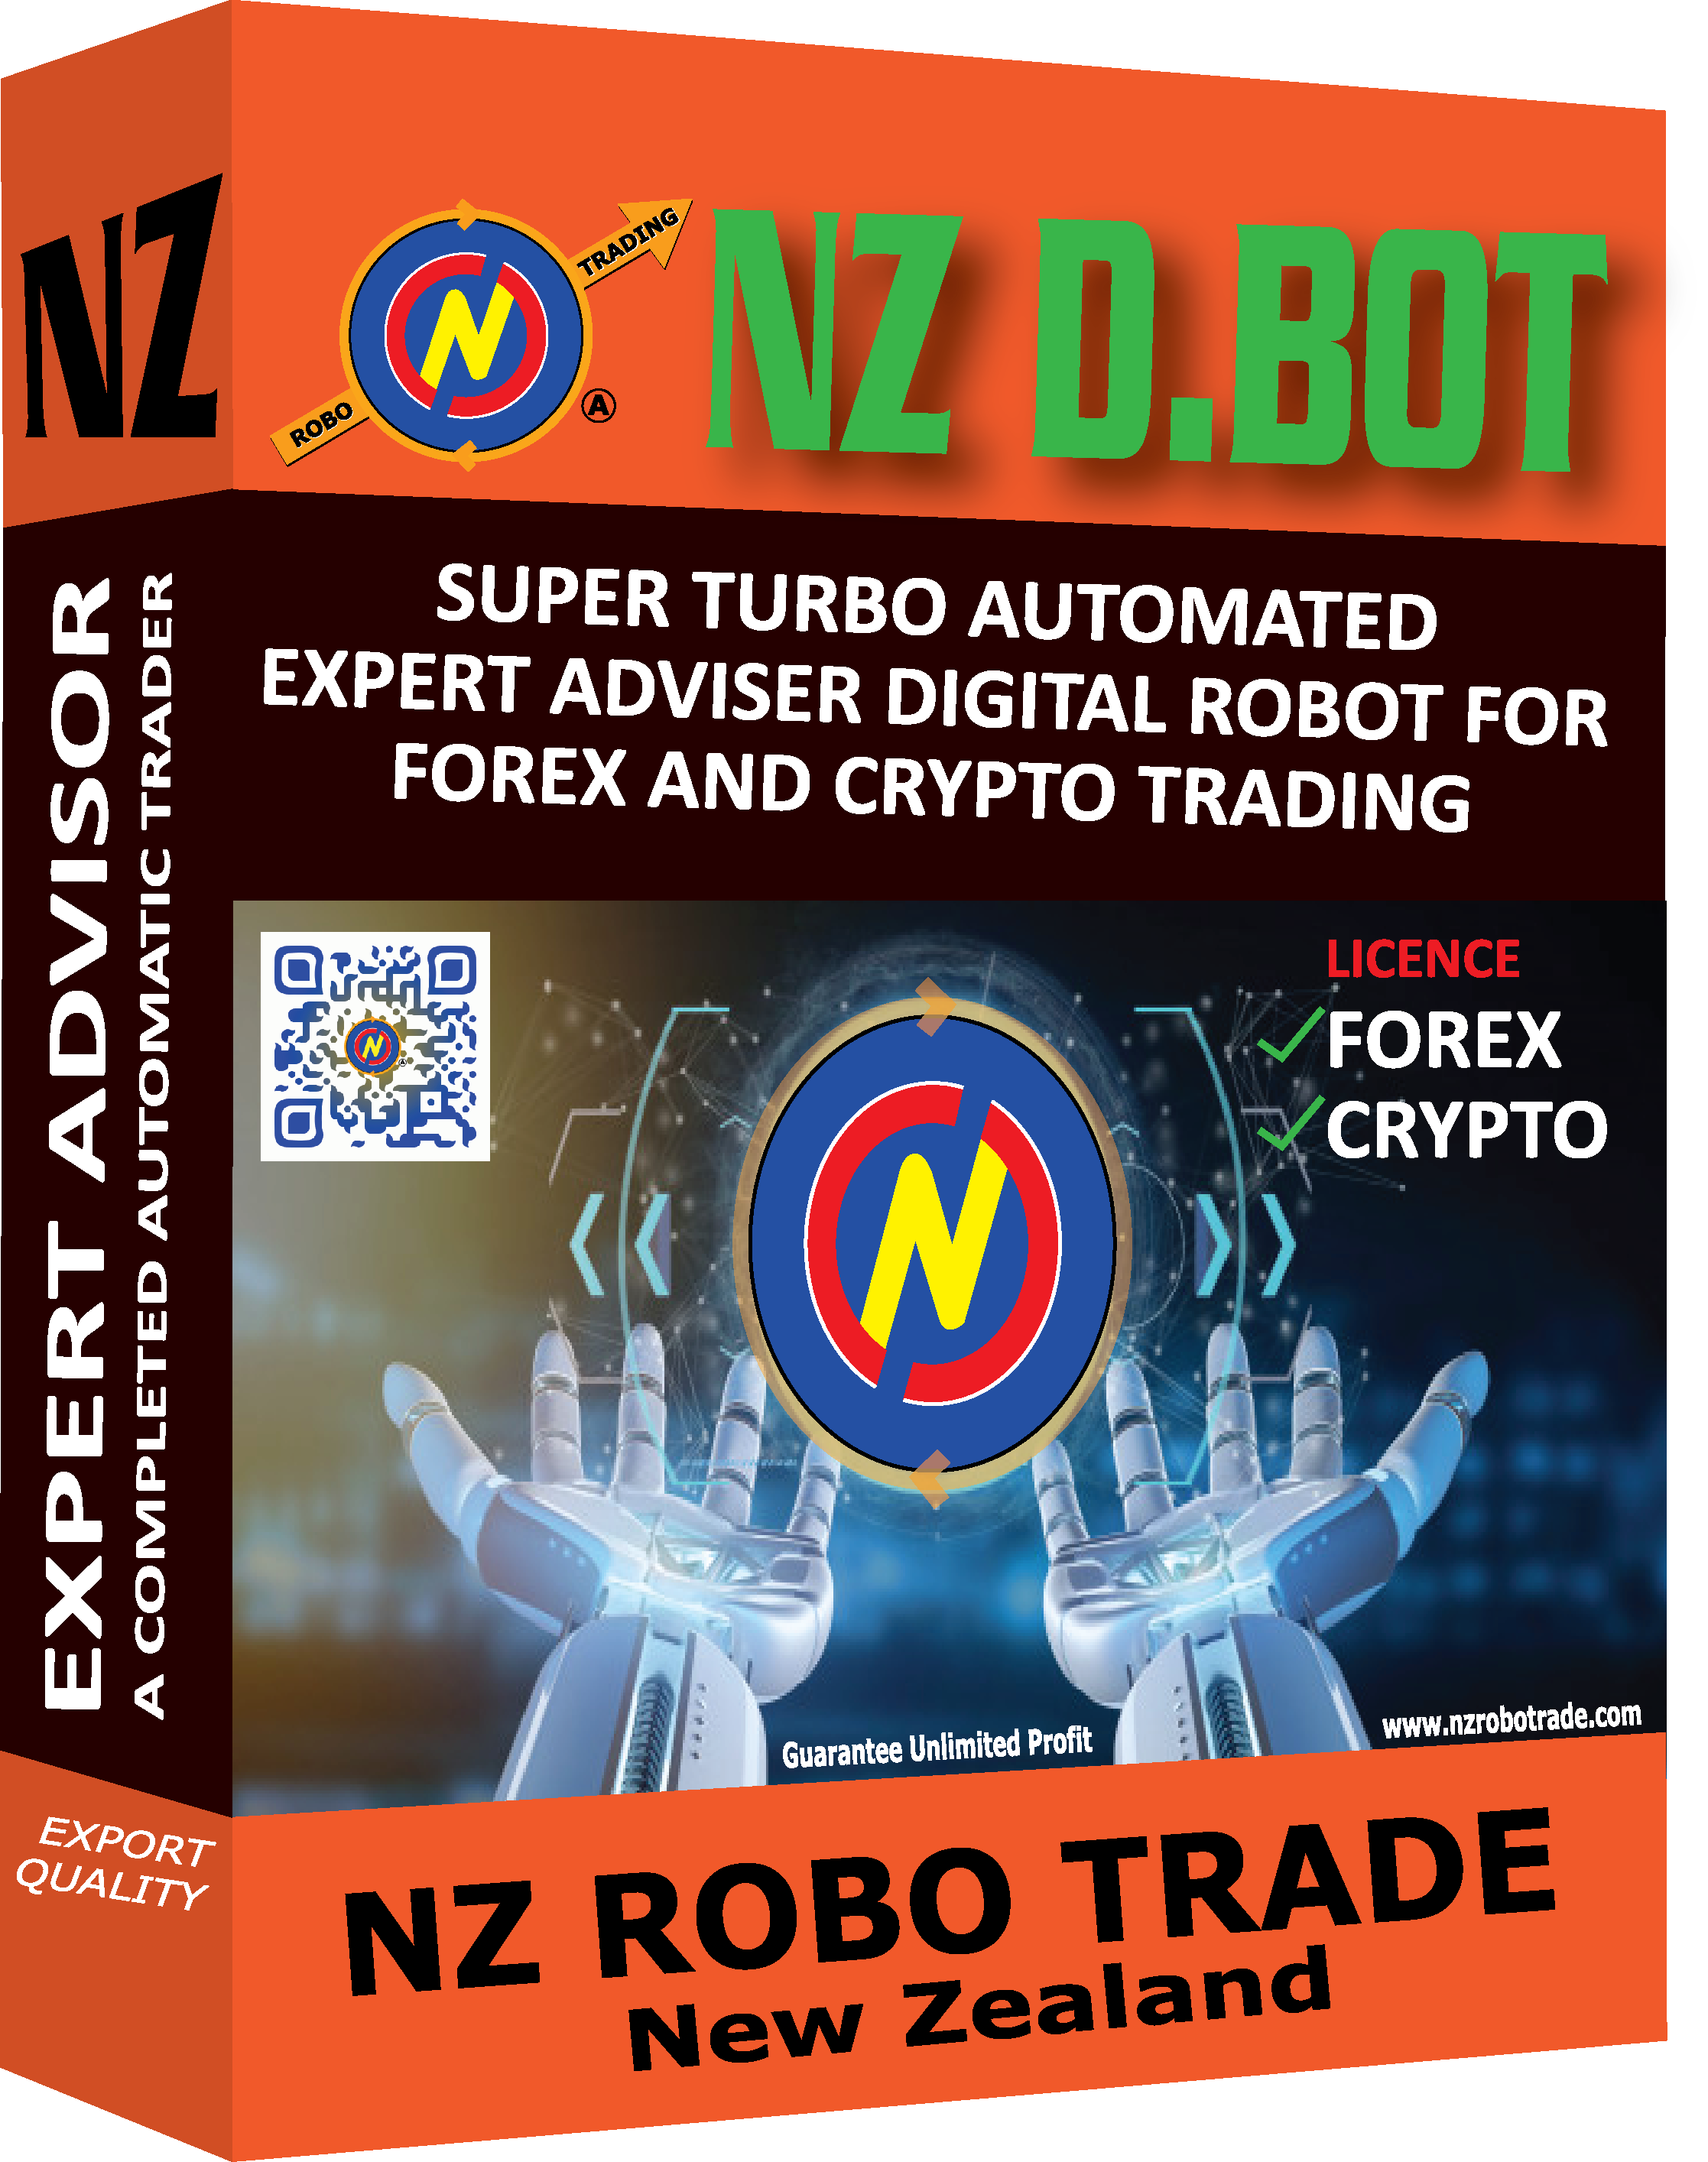 NZ
EXPERT ADVISOR
A COMPLETED AUTOMATIC TRADER
EXPORT
QUALITY
ROBO
TRADING
N
A
NZ D.BOT
SUPER TURBO AUTOMATED
EXPERT ADVISER DIGITAL ROBOT FOR
FOREX AND CRYPTO TRADING
N
LICENCE
FOREX
CRYPTO
N
Guarantee Unlimited Profit
www.nzrobotrade.com
NZ ROBO TRADE
New Zealand